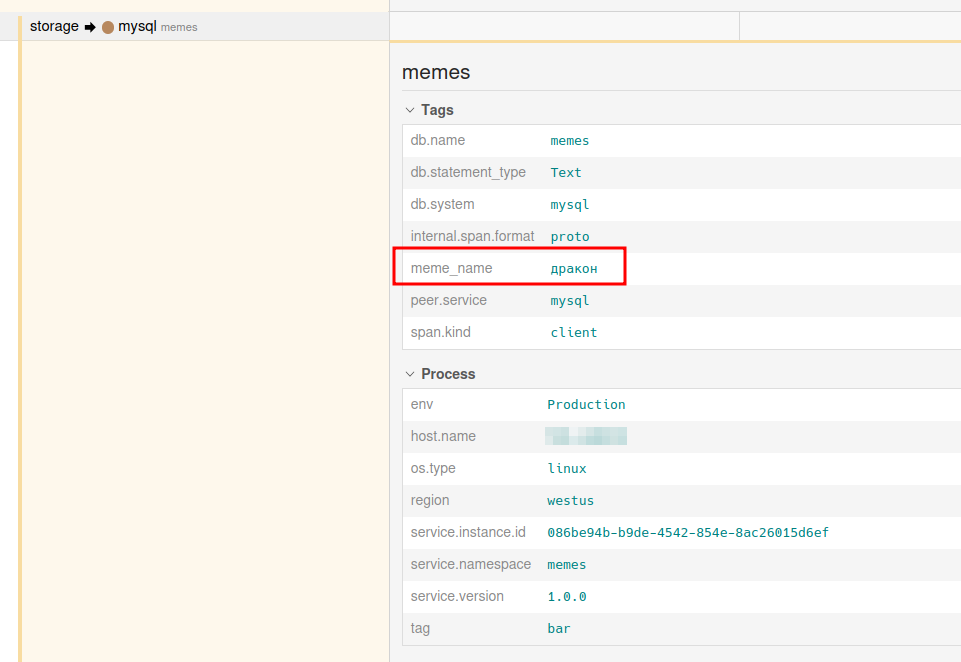 storage ➡ mysql memes
memes
Tags
db.name memes
db.statement_type Text
db.system mysql
internal.span.format proto
meme_name дракон
peer.service mysql
span.kind client
Process
env Production
host.name
os.type linux
region westus
service.instance.id 086be94b-b9de-4542-854e-8ac26015d6ef
service.namespace memes
service.version 1.0.0
tag bar